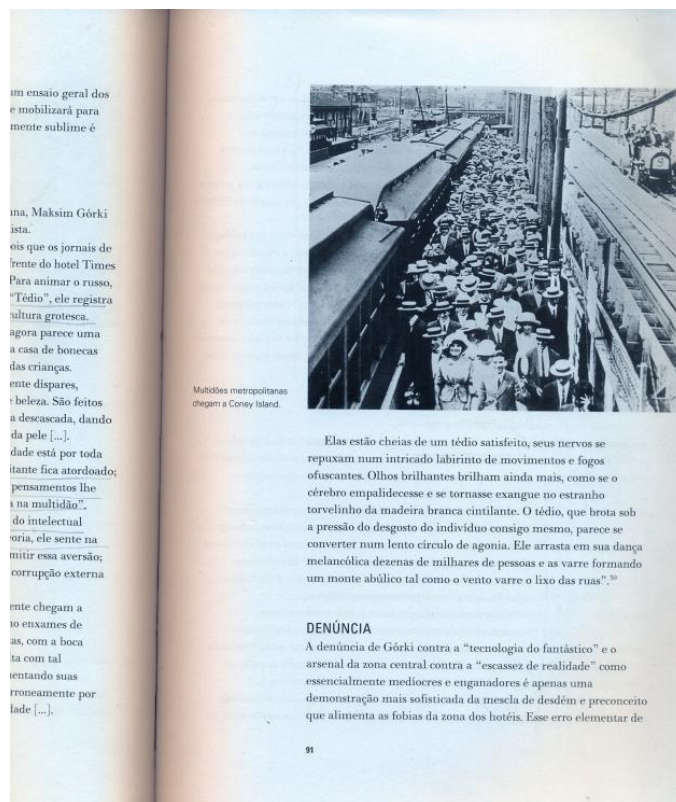 um ensaio geral dos
e mobilizará para
mente sublime é
Maksim Górki
ista.
ois que os jornais de
frente do hotel Times
Para animar o russo,
“Tédio”, ele registra
ultura grotesca.
agora parece uma
a casa de bonecas
das crianças.
ente dispares,
beleza. São feitos
a descascada, dando
da pele [...].
dade está por toda
itante fica atordoado;
pensamentos lhe
a na multidão”,
do intelectual
oria, ele sente na
mitir essa aversão;
corrupção externa
ente chegam a
no enxames de
as, com a boca
ta com tal
mentando suas
rroneamente por
dade [...].
9
Multidões metropolitanas
chegam a Coney Island.
Elas estão cheias de um tédio satisfeito, seus nervos se
repuxam num intricado labirinto de movimentos e fogos
ofuscantes. Olhos brilhantes brilham ainda mais, como se o
cérebro empalidecesse e se tornasse exangue no estranho
torvelinho da madeira branca cintilante. O tédio, que brota sob
a pressão do desgosto do indivíduo consigo mesmo, parece se
converter num lento círculo de agonia. Ele arrasta em sua dança
melancólica dezenas de milhares de pessoas e as varre formando
um monte abúlico tal como o vento varre o lixo das ruas”.
DENÚNCIA
A denúncia de Górki contra a “tecnologia do fantástico” e o
arsenal da zona central contra a “escassez de realidade” como
essencialmente medíocres e enganadores é apenas uma
demonstração mais sofisticada da mescla de desdém e preconceito
que alimenta as fobias da zona dos hotéis. Esse erro elementar de
91